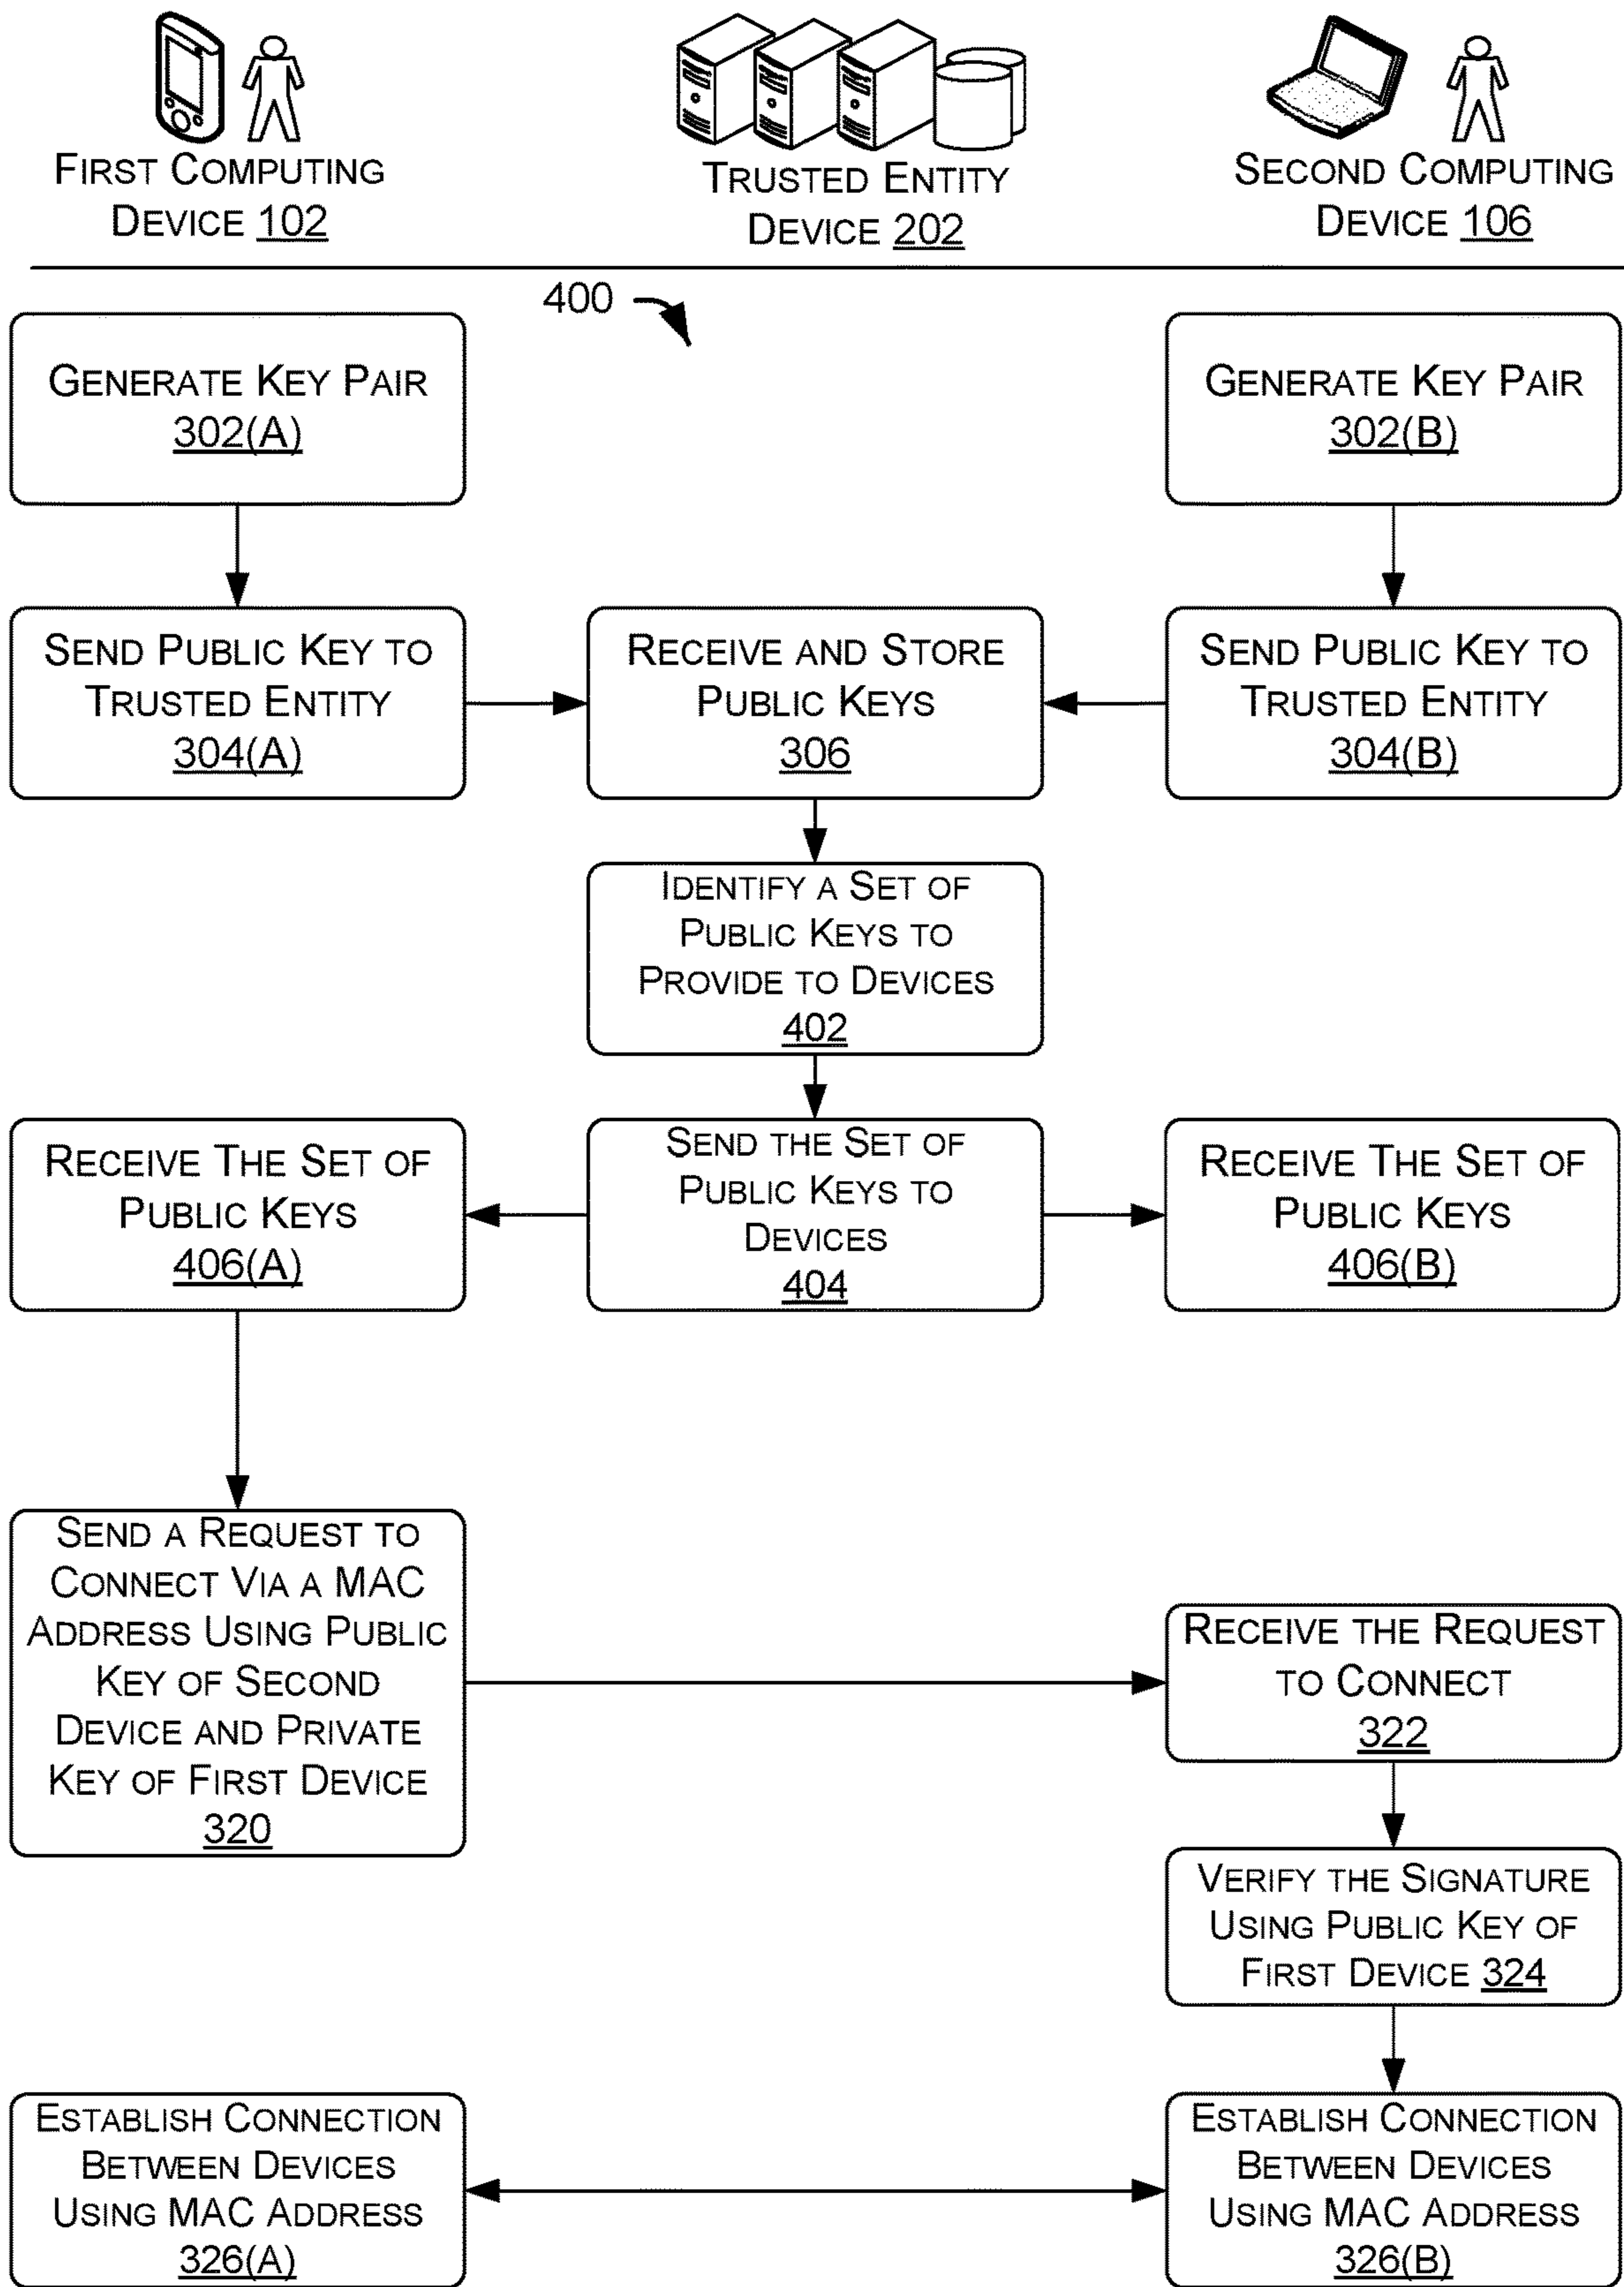 FIRST COMPUTING
DEVICE 102
TRUSTED ENTITY
DEVICE 202
SECOND COMPUTING
DEVICE 106
400
GENERATE KEY PAIR
302(A)
GENERATE KEY PAIR
302(B)
SEND PUBLIC KEY TO
TRUSTED ENTITY
304(A)
RECEIVE AND STORE
PUBLIC KEYS
306
SEND PUBLIC KEY TO
TRUSTED ENTITY
304(B)
IDENTIFY A SET OF
PUBLIC KEYS TO
PROVIDE TO DEVICES
402
RECEIVE THE SET OF
PUBLIC KEYS
406(A)
SEND THE SET OF
PUBLIC KEYS TO
DEVICES
404
RECEIVE THE SET OF
PUBLIC KEYS
406(B)
SEND A REQUEST TO
CONNECT VIA A MAC
ADDRESS USING PUBLIC
KEY OF SECOND
DEVICE AND PRIVATE
KEY OF FIRST DEVICE
320
RECEIVE THE REQUEST
TO CONNECT
322
VERIFY THE SIGNATURE
USING PUBLIC KEY OF
FIRST DEVICE 324
ESTABLISH CONNECTION
BETWEEN DEVICES
USING MAC ADDRESS
326(A)
ESTABLISH CONNECTION
BETWEEN DEVICES
USING MAC ADDRESS
326(B)